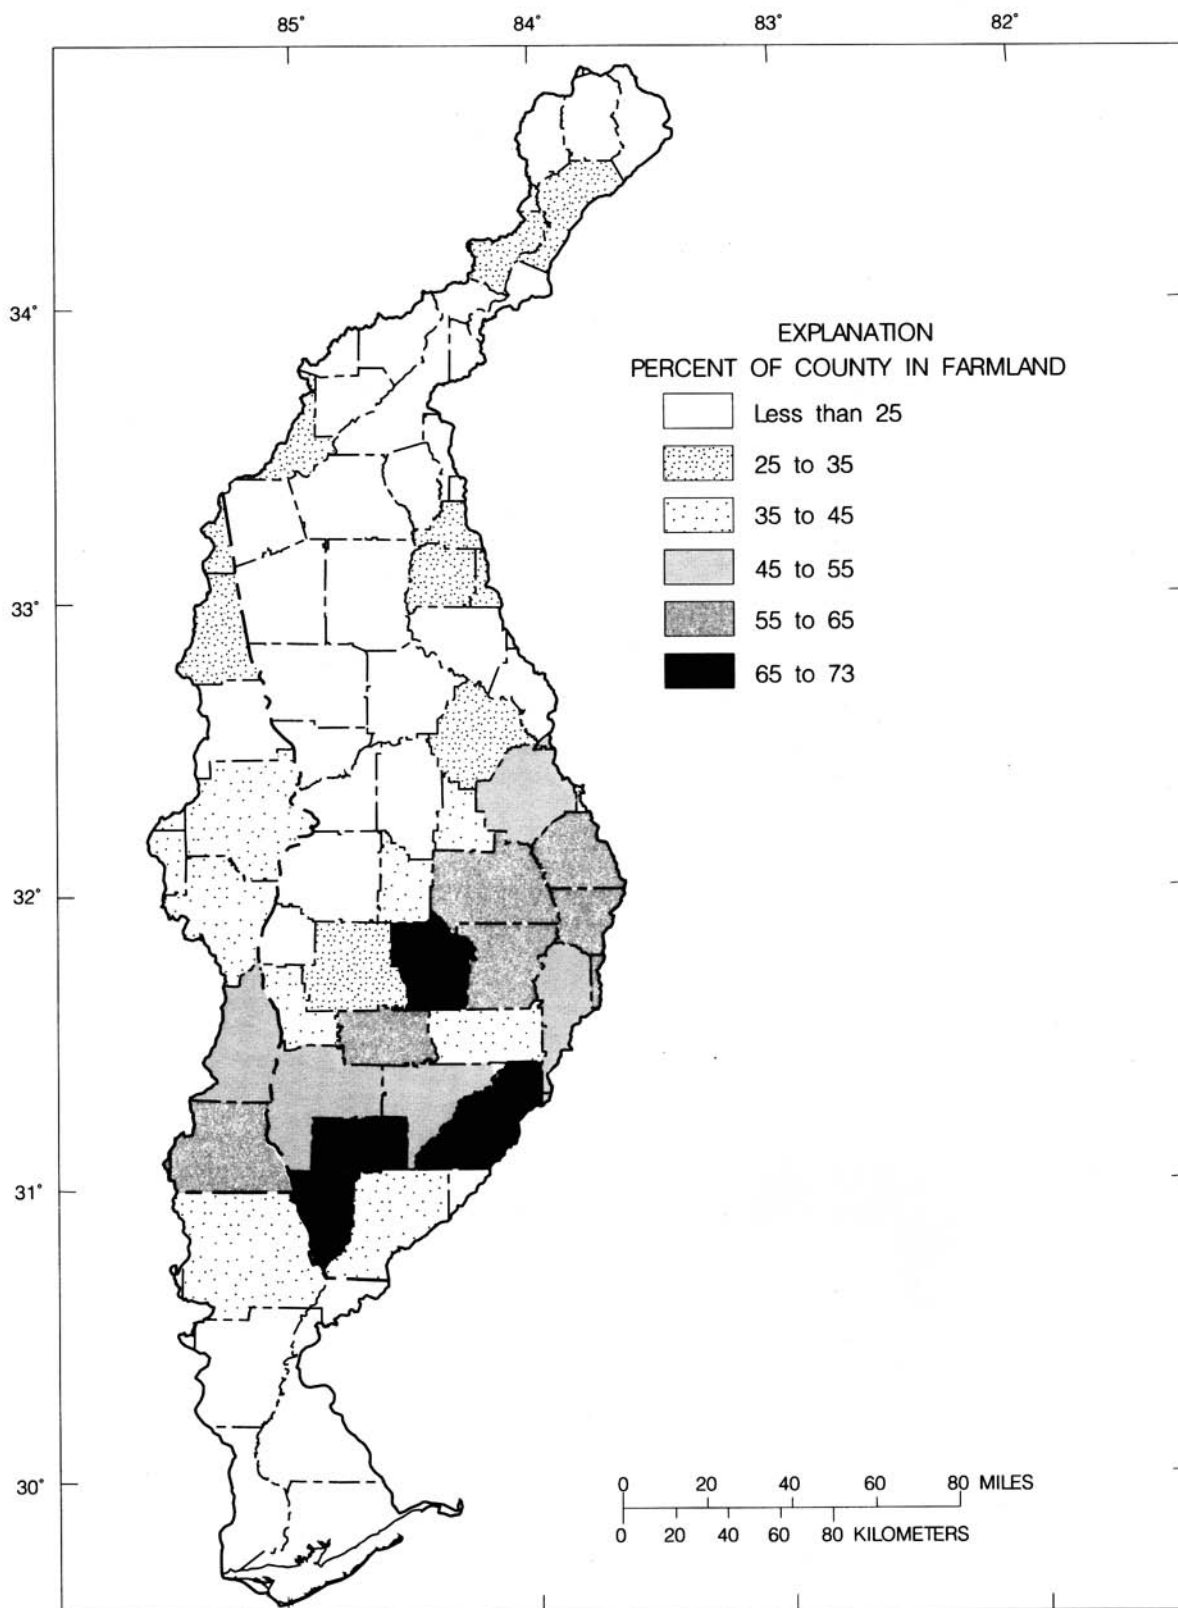 85° 84° 83° 82°
34°
EXPLANATION
PERCENT OF COUNTY IN FARMLAND
Less than 25
25 to 35
35 to 45
45 to 55
55 to 65
65 to 73
33°
32°
31°
30°
0 20 40 60 80 MILES
0 20 40 60 80 KILOMETERS